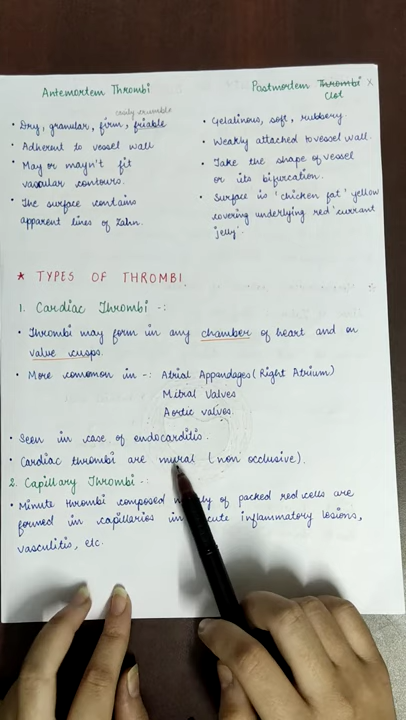 Antemortem Thrombi
easily crumble
• Dry, granular, firm, friable
• Adherent to vessel wall
• May or mayn't fit
vascular contours.
• The surface contains
apparent lines of Zahn.
Postmortem Thrombi x
Clot
• Gelatinous, soft, rubbery.
• Weakly attached to vessel wall.
• Take the shape of vessel
or its bifurcation.
• Surface is 'chicken fat' yellow
covering underlying red 'currant
jelly'.
* TYPES OF THROMBI
1. Cardiac Thrombi -:
• Thrombi may form in any chamber of heart and on
valve cusps.
• More common in -: Atrial Appendages (Right Atrium)
Mitral Valves
Aortic valves.
• Seen in case of endocarditis.
• Cardiac thrombi are mural (non occlusive).
2. Capillary Thrombi -:
• Minute thrombi composed of packed red cells are
formed in capillaries in inflammatory lesions,
vasculitis, etc.